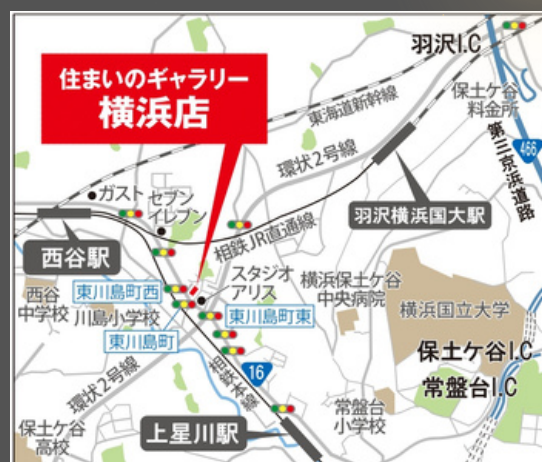 羽沢I.C
住まいのギャラリー
横浜店
東海道新幹線
保土ケ谷
料金所
環状2号線
第三京浜道路
466
ガスト
セブン
イレブン
羽沢横浜国大駅
相鉄JR直通線
西谷駅
スタジオ
アリス
横浜保土ケ谷
中央病院
西谷
中学校
東川島町西
川島小学校
東川島町東
横浜国立大学
東川島町
保土ケ谷I.C
常盤台I.C
環状2号線
相鉄本線
16
常盤台
小学校
上星川駅
保土ケ谷
高校